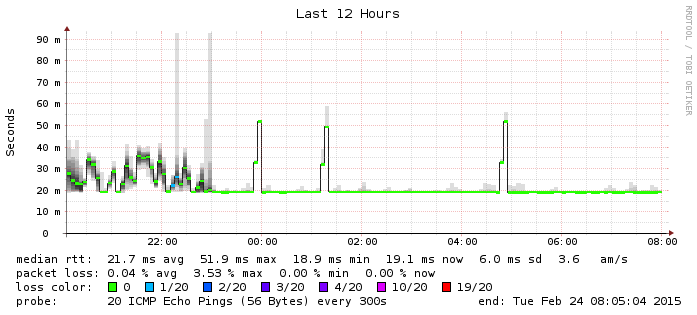 Last 12 Hours
RRDTOOL / TOBI OETIKER
Seconds
90 m
80 m
70 m
60 m
50 m
40 m
30 m
20 m
10 m
0
22:00 00:00 02:00 04:00 06:00 08:00
median rtt: 21.7 ms avg 51.9 ms max 18.9 ms min 19.1 ms now 6.0 ms sd 3.6 am/s
packet loss: 0.04 % avg 3.53 % max 0.00 % min 0.00 % now
loss color: 0 1/20 2/20 3/20 4/20 10/20 19/20
probe: 20 ICMP Echo Pings (56 Bytes) every 300s end: Tue Feb 24 08:05:04 2015